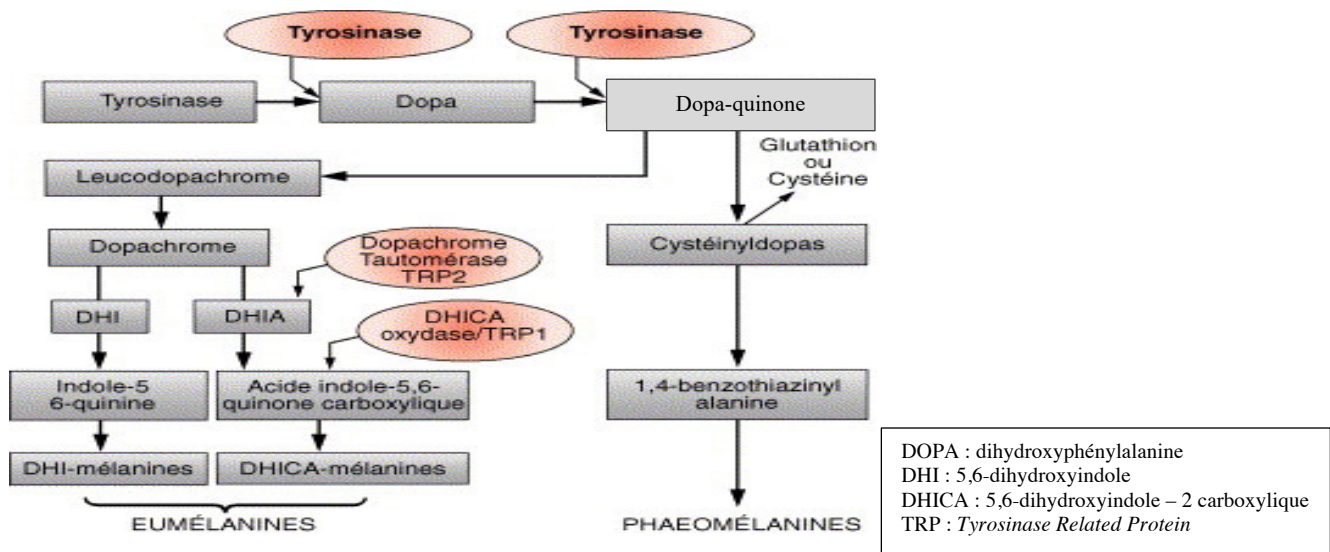 Tyrosinase
Tyrosinase
Tyrosinase
Dopa
Dopa-quinone
Glutathion
ou
Cystéine
Leucodopachrome
Dopachrome
Dopachrome
Tautomérase
TRP2
Cystéinyldopas
DHI
DHIA
DHICA
oxydase/TRP1
Indole-5
6-quinine
Acide indole-5,6-
quinone carboxylique
1,4-benzothiazinyl
alanine
DHI-mélanines
DHICA-mélanines
EUMÉLANINES
PHAEOMÉLANINES
DOPA : dihydroxyphénylalanine
DHI : 5,6-dihydroxyindole
DHICA : 5,6-dihydroxyindole – 2 carboxylique
TRP : Tyrosinase Related Protein